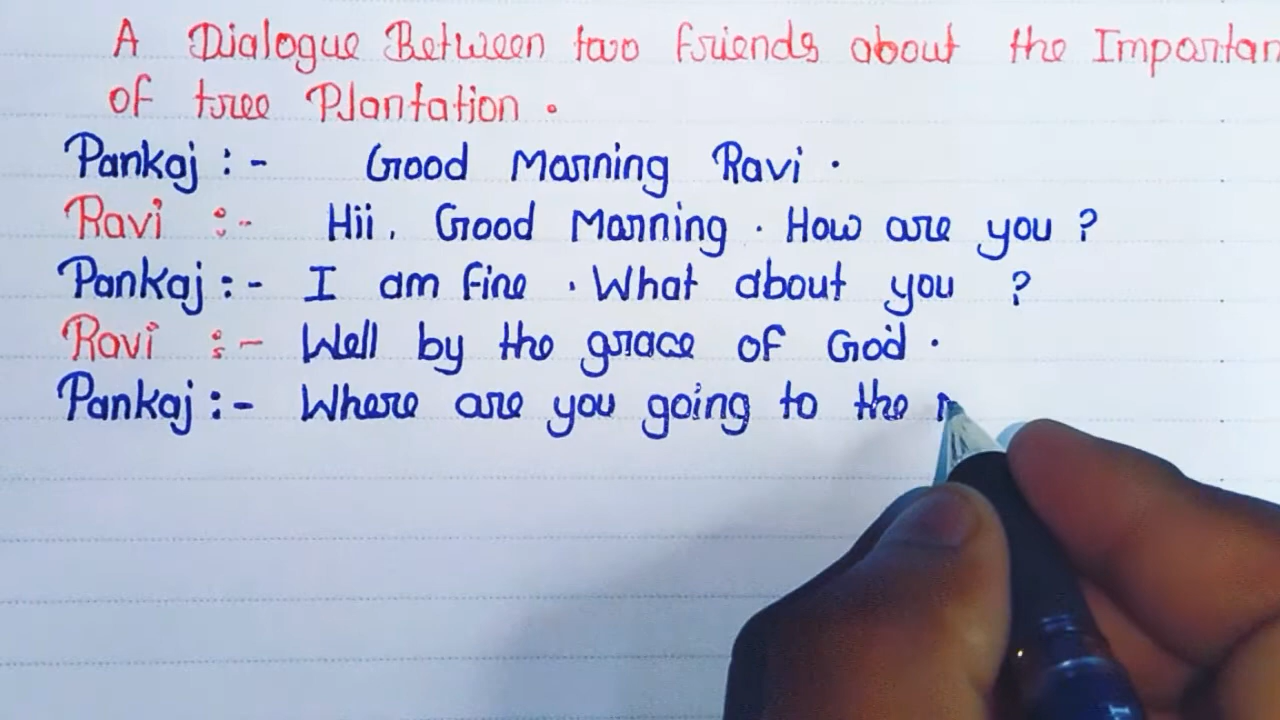 A Dialogue Between two friends about the Importan
of tree Plantation .
Pankaj :- Good Morning Ravi .
Ravi :- Hii . Good Morning . How are you ?
Pankaj :- I am fine . What about you ?
Ravi :- Well by the grace of God .
Pankaj :- Where are you going to the